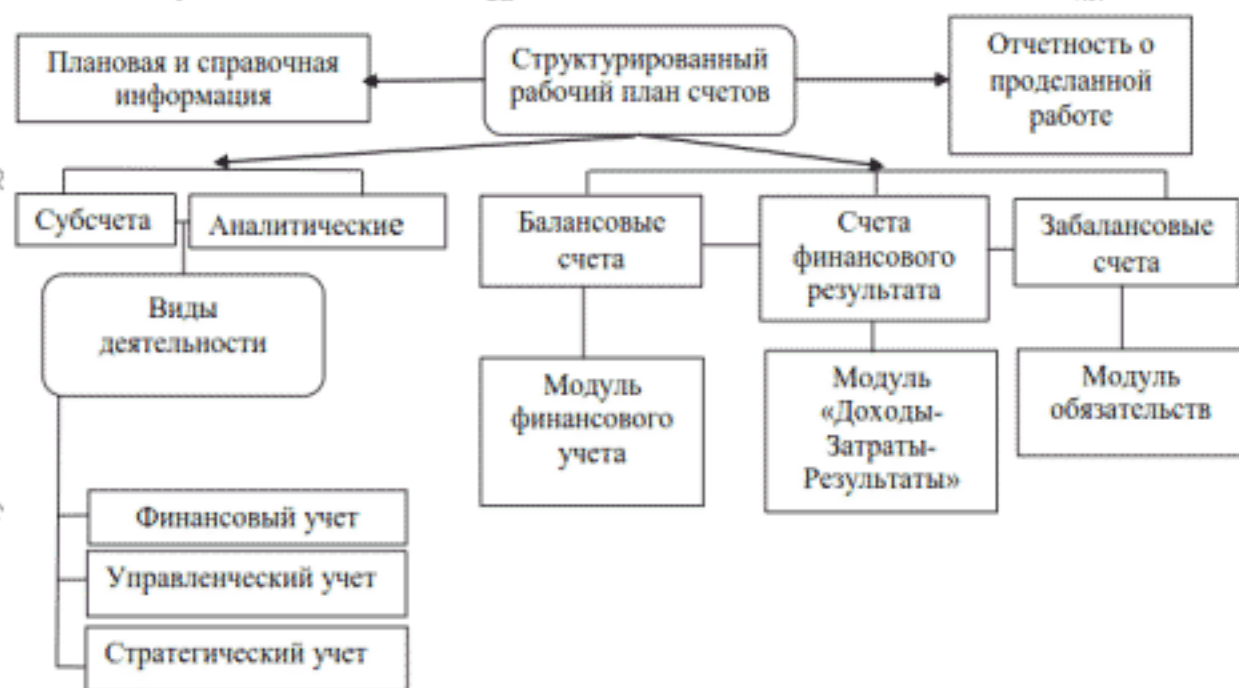 Плановая и справочная
информация
Структурированный
рабочий план счетов
Отчетность о
проделанной
работе
Субсчета
Аналитические
Балансовые
счета
Счета
финансового
результата
Забалансовые
счета
Виды
деятельности
Модуль
финансового
учета
Модуль
«Доходы-
Затраты-
Результаты»
Модуль
обязательств
Финансовый учет
Управленческий учет
Стратегический учет